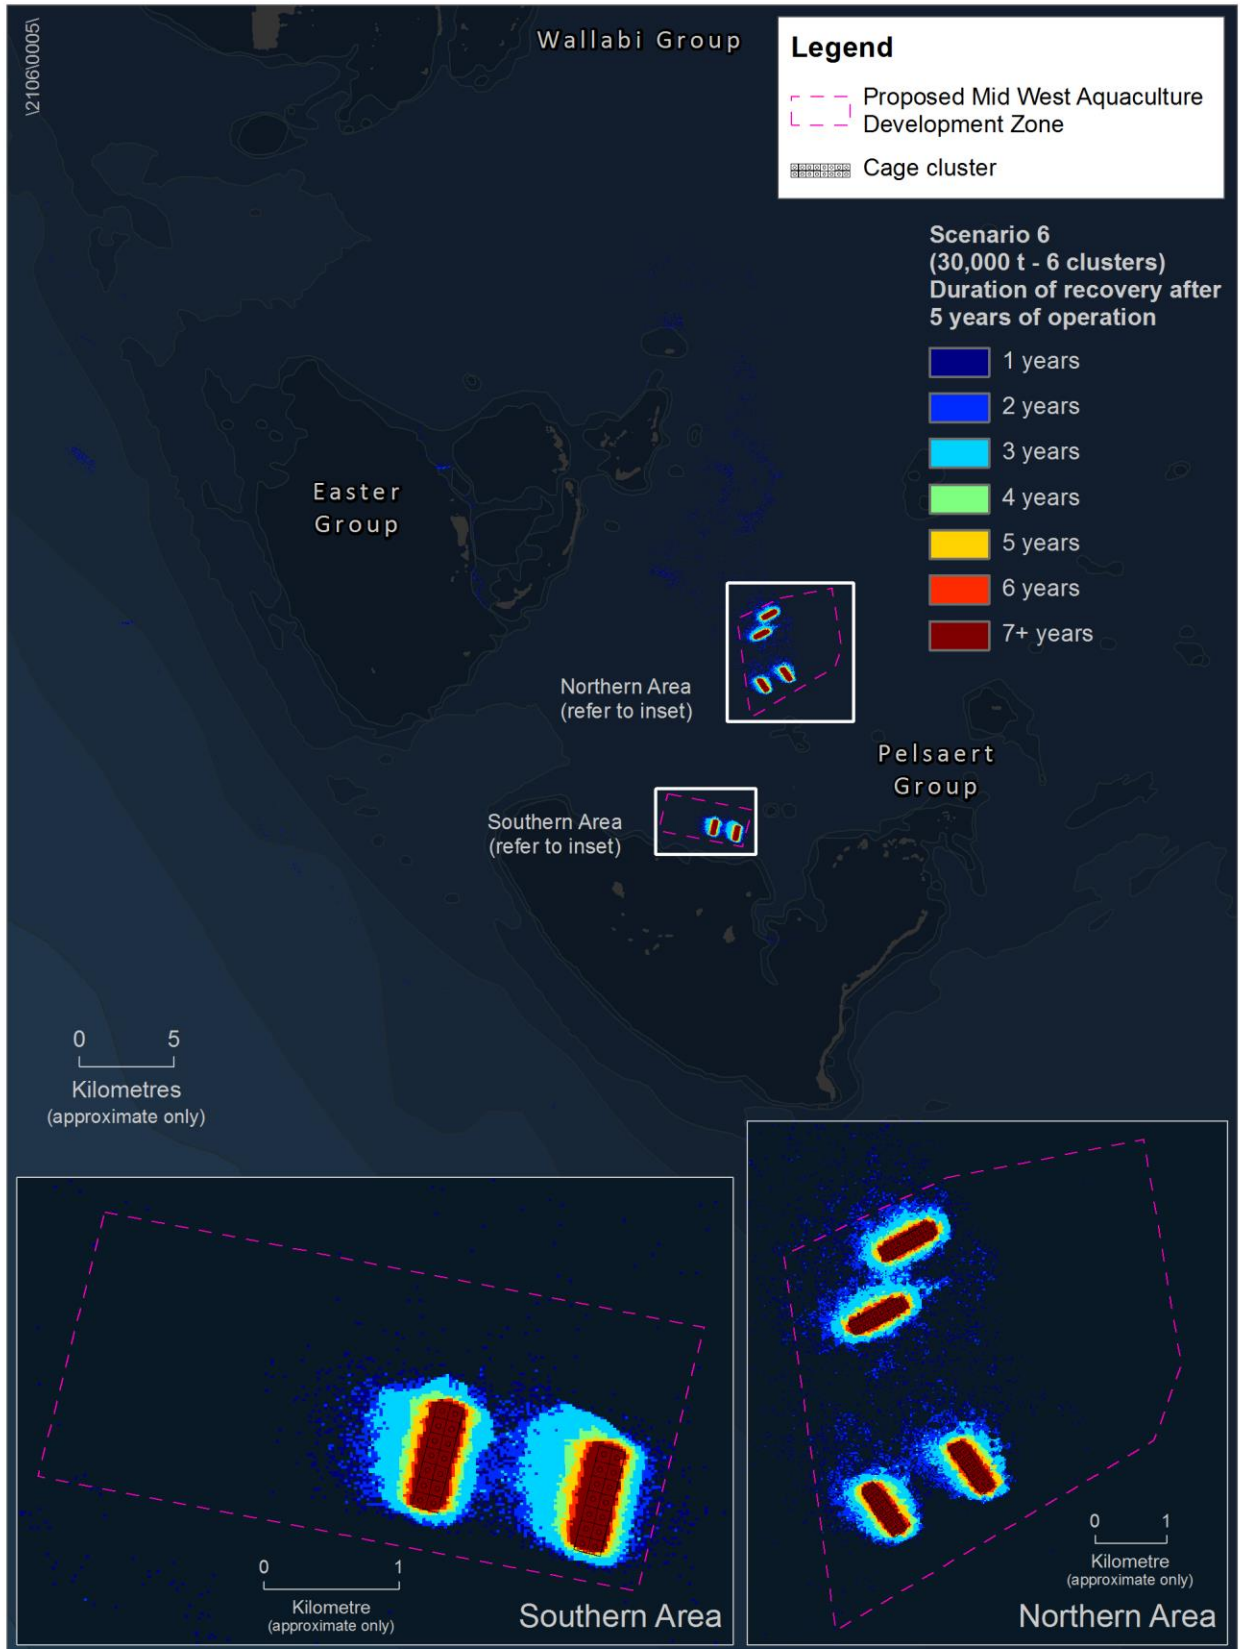 \2106\0005\
Wallabi Group
Legend
Proposed Mid West Aquaculture
Development Zone
Cage cluster
Scenario 6
(30,000 t - 6 clusters)
Duration of recovery after
5 years of operation
1 years
2 years
3 years
4 years
5 years
6 years
7+ years
Easter
Group
Northern Area
(refer to inset)
Pelsaert
Group
Southern Area
(refer to inset)
0 5
Kilometres
(approximate only)
0 1
Kilometre
(approximate only)
Southern Area
0 1
Kilometre
(approximate only)
Northern Area